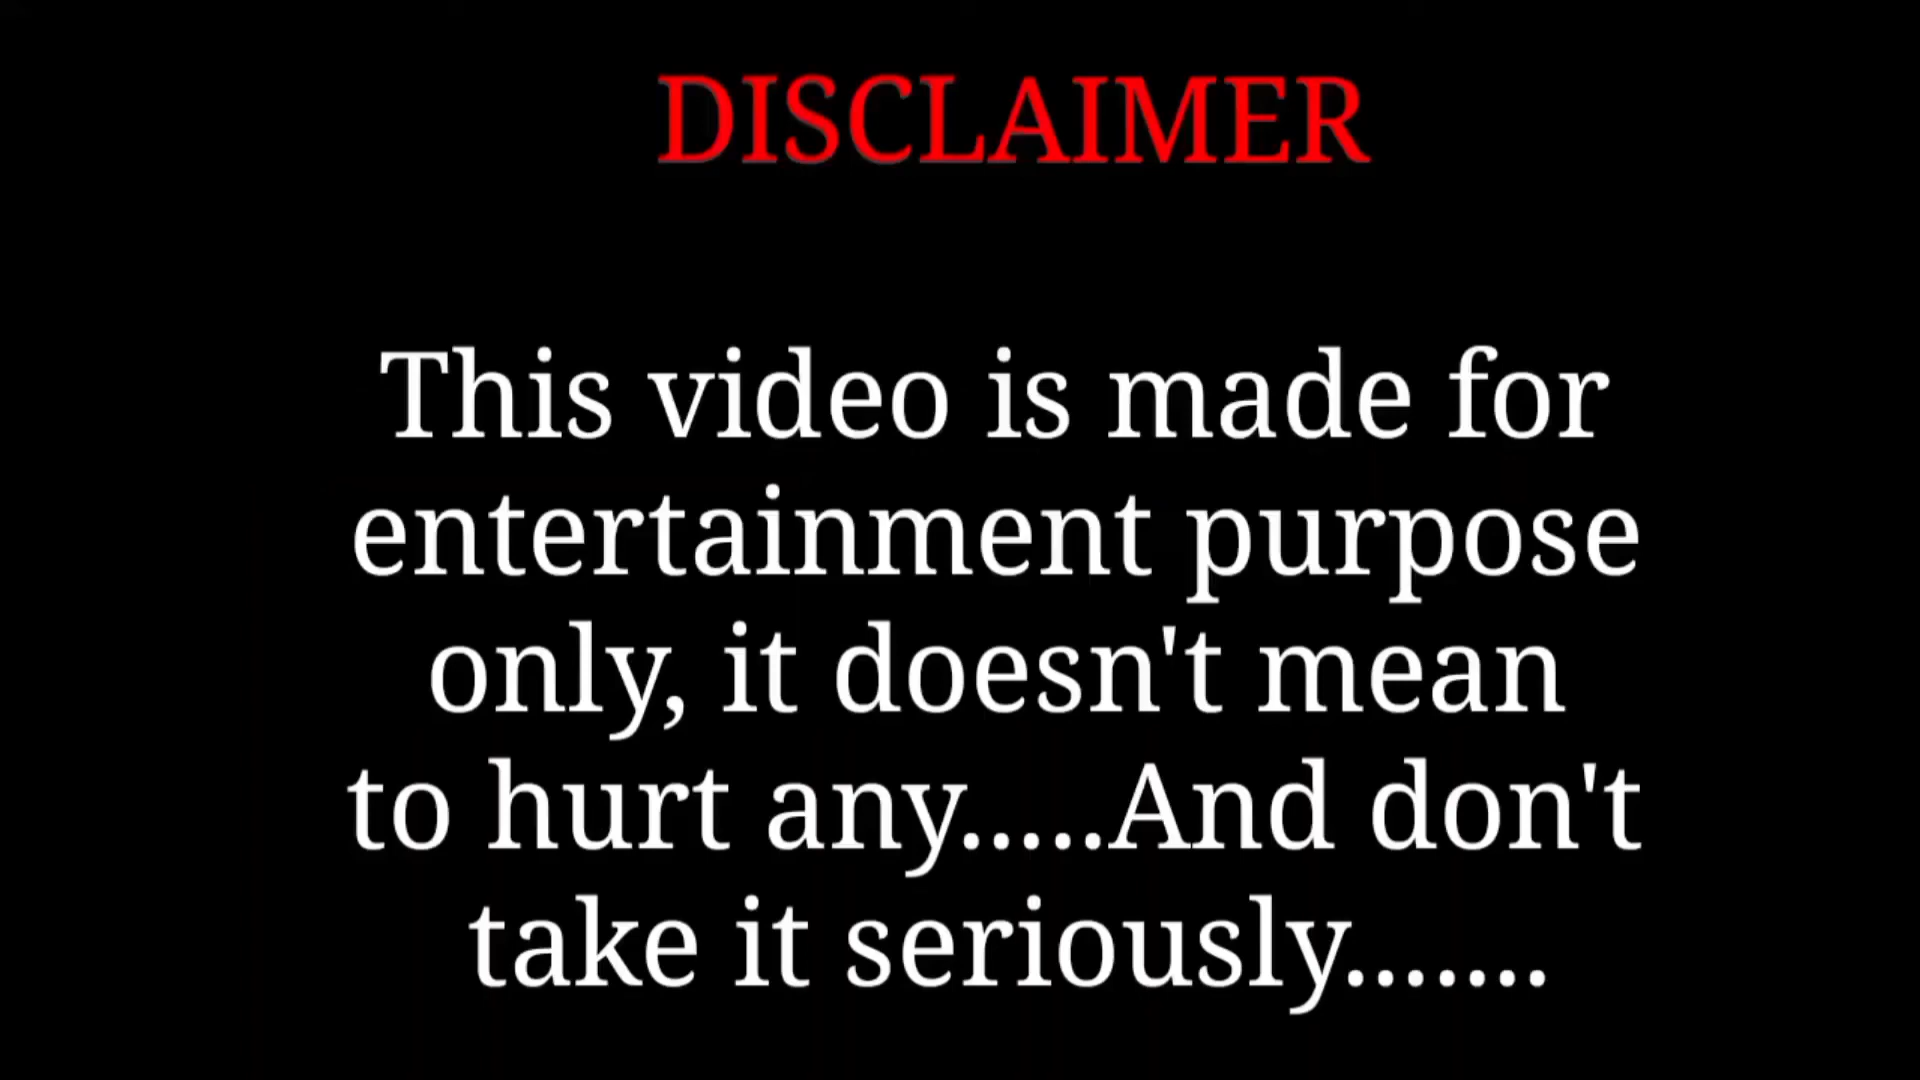 DISCLAIMER
This video is made for
entertainment purpose
only, it doesn't mean
to hurt any.....And don't
take it seriously.......